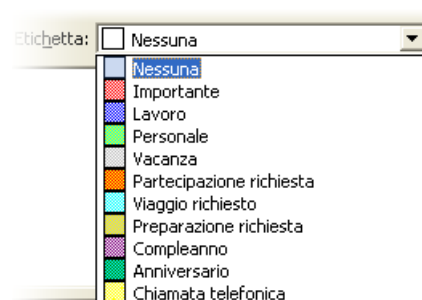 Etichetta: Nessuna
Nessuna
Importante
Lavoro
Personale
Vacanza
Partecipazione richiesta
Viaggio richiesto
Preparazione richiesta
Compleanno
Anniversario
Chiamata telefonica